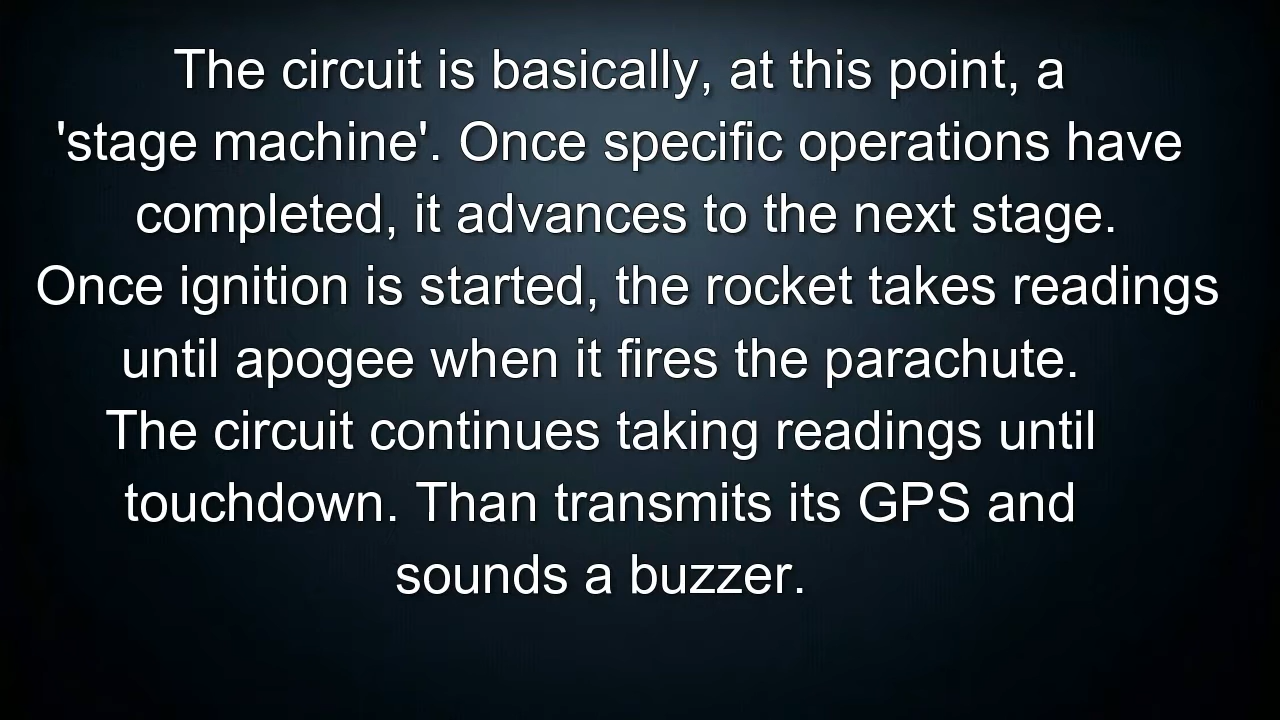 The circuit is basically, at this point, a
'stage machine'. Once specific operations have
completed, it advances to the next stage.
Once ignition is started, the rocket takes readings
until apogee when it fires the parachute.
The circuit continues taking readings until
touchdown. Than transmits its GPS and
sounds a buzzer.